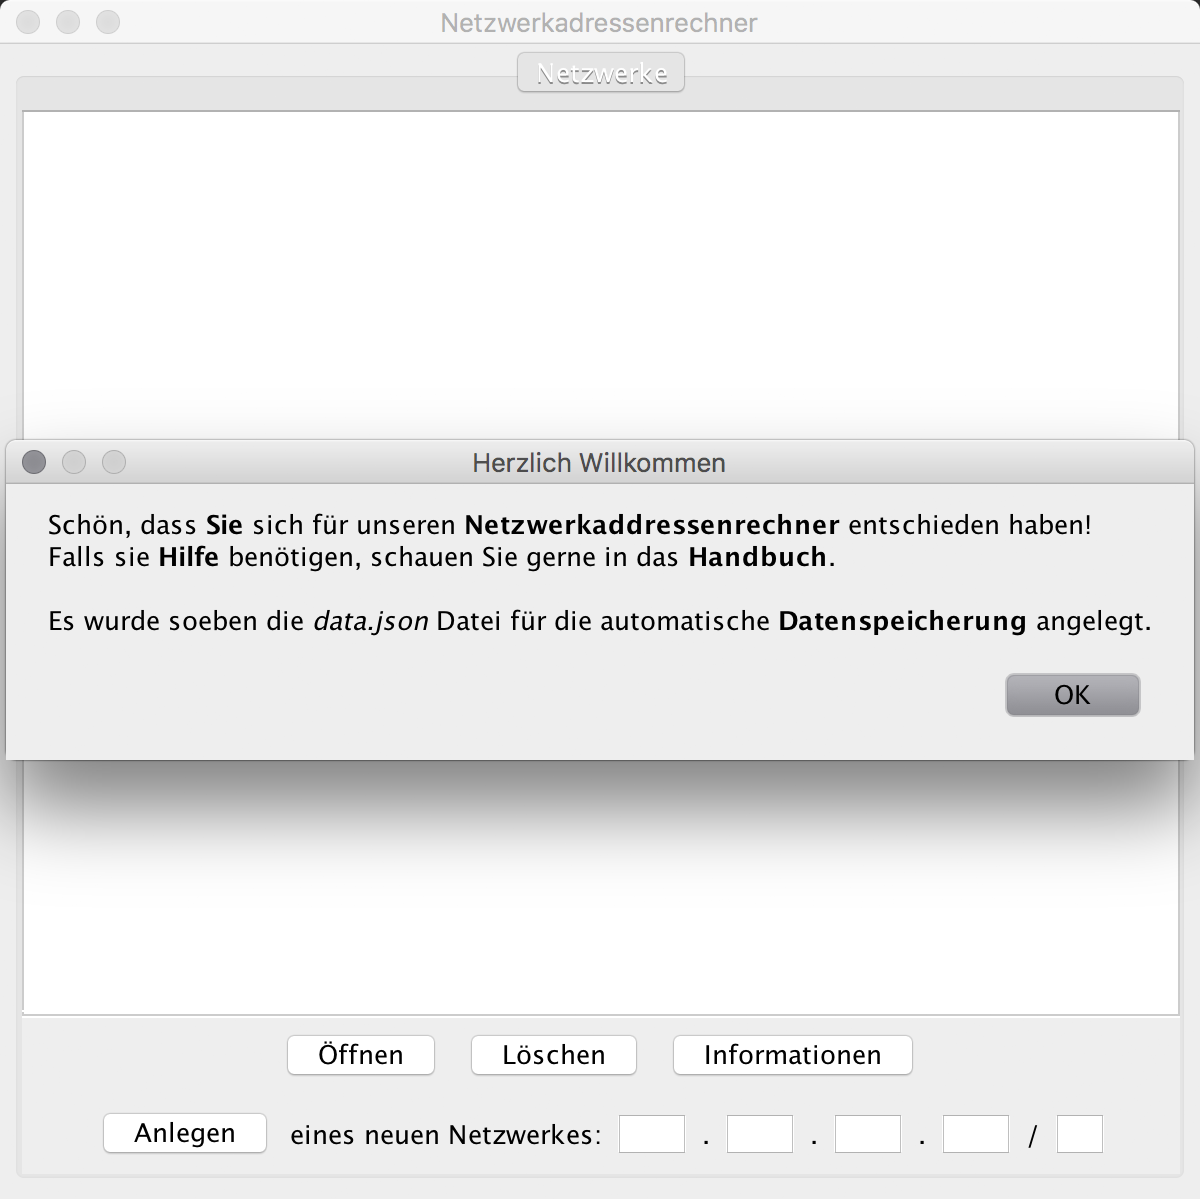 Netzwerkadressenrechner
Netzwerke
Herzlich Willkommen
Schön, dass Sie sich für unseren Netzwerkaddressenrechner entschieden haben!
Falls sie Hilfe benötigen, schauen Sie gerne in das Handbuch.
Es wurde soeben die data.json Datei für die automatische Datenspeicherung angelegt.
OK
Öffnen Löschen Informationen
Anlegen eines neuen Netzwerkes: . . . /